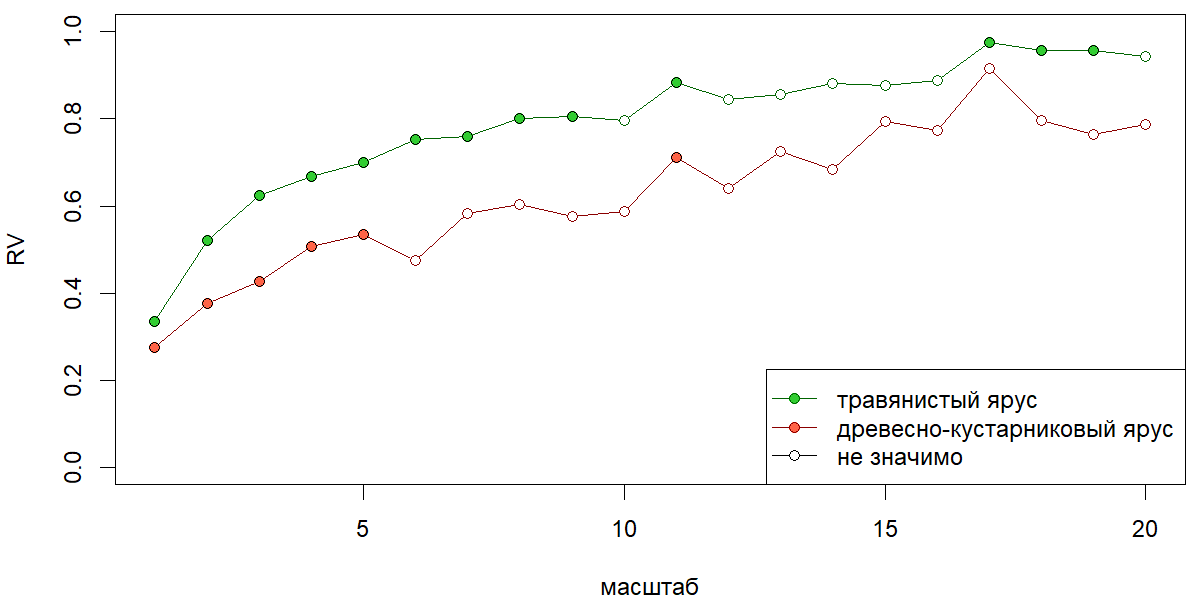 RV
1.0
0.8
0.6
0.4
0.2
0.0
травянистый ярус
древесно-кустарниковый ярус
не значимо
5 10 15 20
масштаб